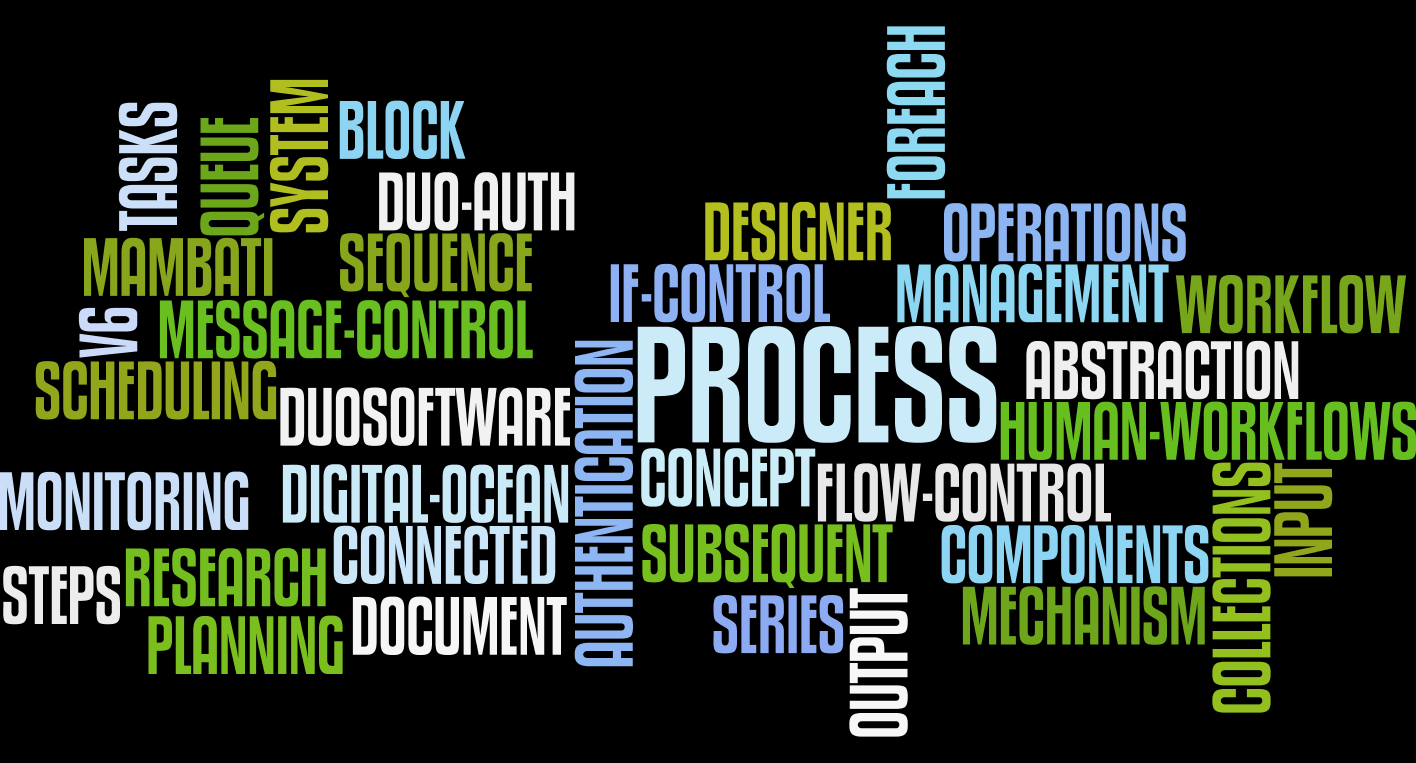 FOREACH
TASKS
QUEUE
SYSTEM
BLOCK
DUO-AUTH
DESIGNER
OPERATIONS
MAMBATI
SEQUENCE
IF-CONTROL
MANAGEMENT
WORKFLOW
V6
MESSAGE-CONTROL
PROCESS
ABSTRACTION
SCHEDULING
DUOSOFTWARE
AUTHENTICATION
HUMAN-WORKFLOWS
MONITORING
DIGITAL-OCEAN
CONCEPT
FLOW-CONTROL
COLLECTIONS
INPUT
CONNECTED
SUBSEQUENT
COMPONENTS
STEPS
RESEARCH
DOCUMENT
SERIES
OUTPUT
MECHANISM
PLANNING